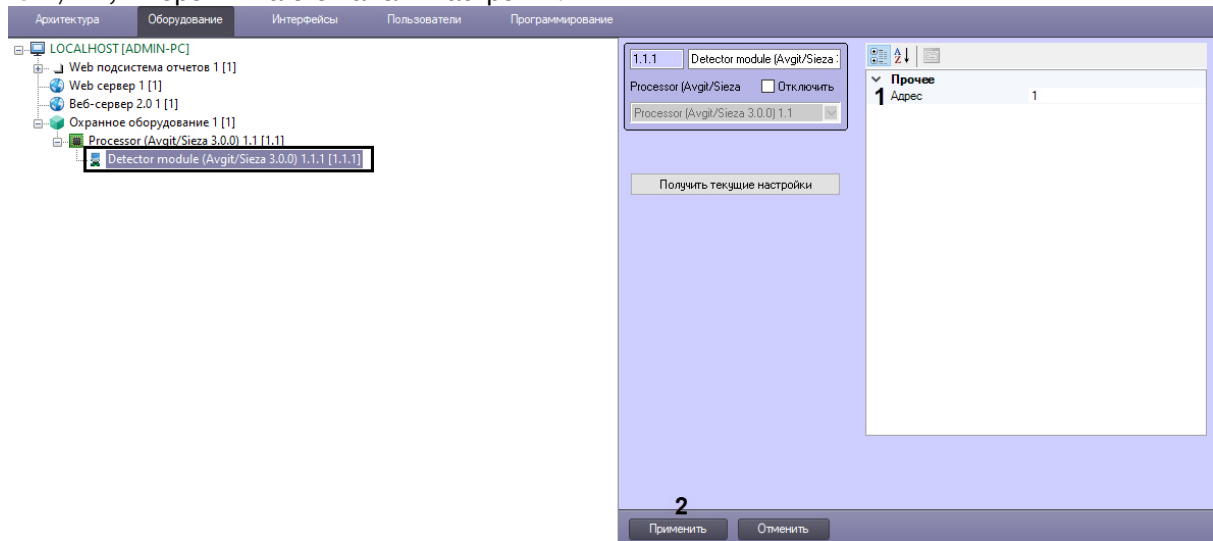 Архитектура Оборудование Интерфейсы Пользователи Программирование
LOCALHOST [ADMIN-PC]
Web подсистема отчетов 1 [1]
Web сервер 1 [1]
Веб-сервер 2.0 1 [1]
Охранное оборудование 1 [1]
Processor (Avgit/Sieza 3.0.0) 1.1 [1.1]
Detector module (Avgit/Sieza 3.0.0) 1.1.1 [1.1.1]
1.1.1 Detector module (Avgit/Sieza
Processor (Avgit/Sieza Отключить
Processor (Avgit/Sieza 3.0.0) 1.1
Получить текущие настройки
Прочее
1 Адрес 1
2
Применить Отменить